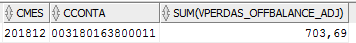 CMES CCONTA SUM(VPERDAS_OFFBALANCE_ADJ)
201812 003180163800011 703,69